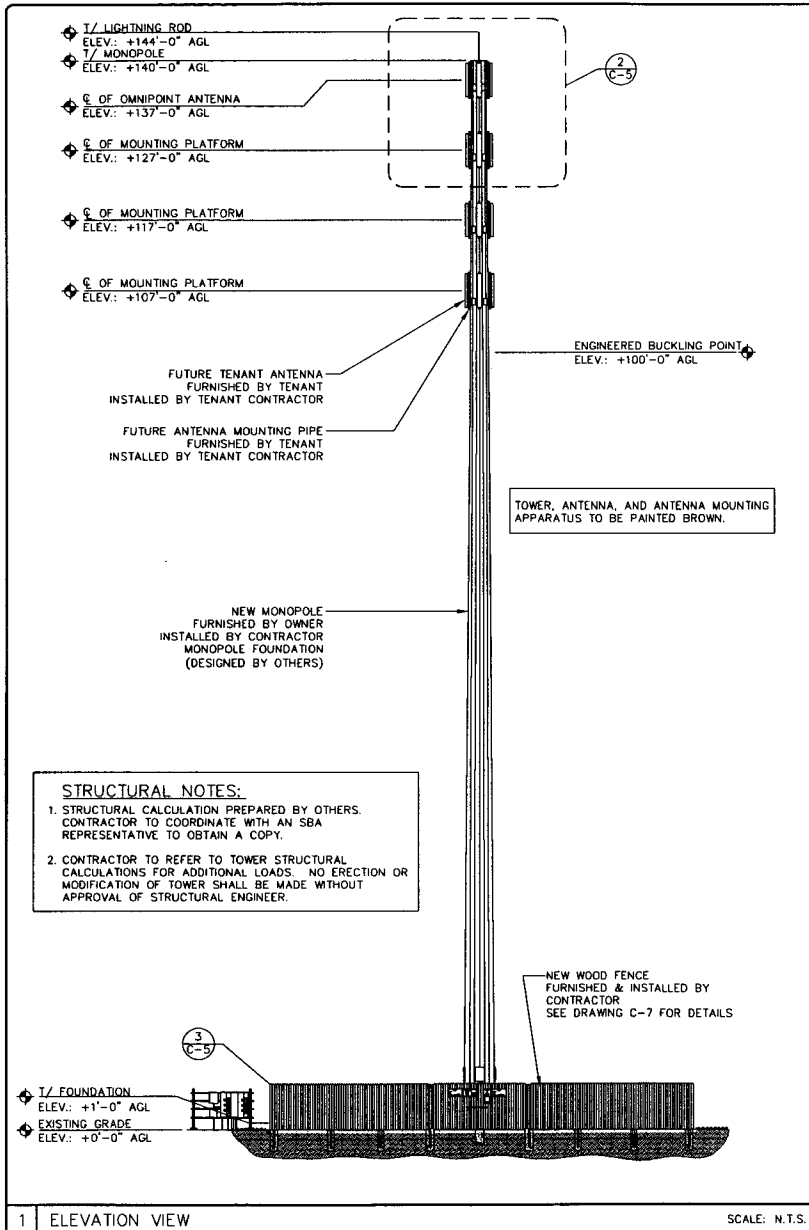 T/ LIGHTNING ROD
ELEV.: +144'-0" AGL
T/ MONOPOLE
ELEV.: +140'-0" AGL
2
C-5
℄ OF OMNIPOINT ANTENNA
ELEV.: +137'-0" AGL
℄ OF MOUNTING PLATFORM
ELEV.: +127'-0" AGL
℄ OF MOUNTING PLATFORM
ELEV.: +117'-0" AGL
℄ OF MOUNTING PLATFORM
ELEV.: +107'-0" AGL
ENGINEERED BUCKLING POINT
ELEV.: +100'-0" AGL
FUTURE TENANT ANTENNA
FURNISHED BY TENANT
INSTALLED BY TENANT CONTRACTOR
FUTURE ANTENNA MOUNTING PIPE
FURNISHED BY TENANT
INSTALLED BY TENANT CONTRACTOR
TOWER, ANTENNA, AND ANTENNA MOUNTING
APPARATUS TO BE PAINTED BROWN.
NEW MONOPOLE
FURNISHED BY OWNER
INSTALLED BY CONTRACTOR
MONOPOLE FOUNDATION
(DESIGNED BY OTHERS)
STRUCTURAL NOTES:
1. STRUCTURAL CALCULATION PREPARED BY OTHERS.
CONTRACTOR TO COORDINATE WITH AN SBA
REPRESENTATIVE TO OBTAIN A COPY.
2. CONTRACTOR TO REFER TO TOWER STRUCTURAL
CALCULATIONS FOR ADDITIONAL LOADS. NO ERECTION OR
MODIFICATION OF TOWER SHALL BE MADE WITHOUT
APPROVAL OF STRUCTURAL ENGINEER.
NEW WOOD FENCE
FURNISHED & INSTALLED BY
CONTRACTOR
SEE DRAWING C-7 FOR DETAILS
3
C-5
T/ FOUNDATION
ELEV.: +1'-0" AGL
EXISTING GRADE
ELEV.: +0'-0" AGL
1 ELEVATION VIEW
SCALE: N.T.S.